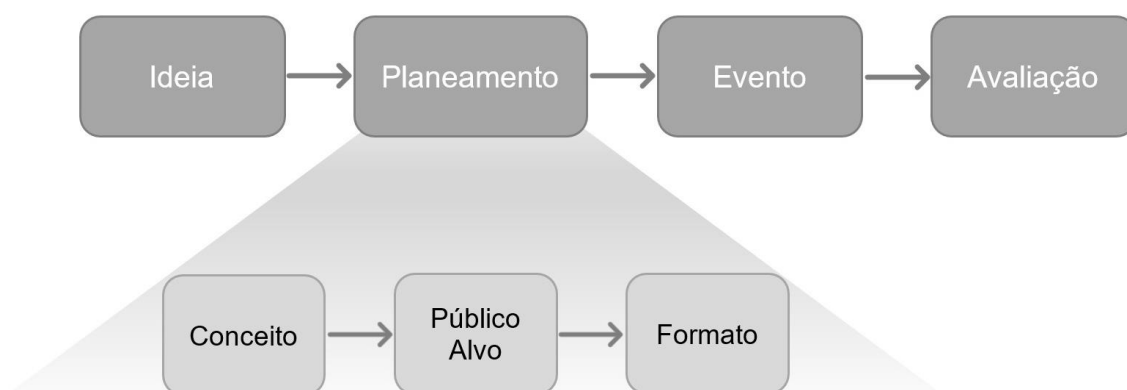 Ideia
Planeamento
Evento
Avaliação
Conceito
Público
Alvo
Formato